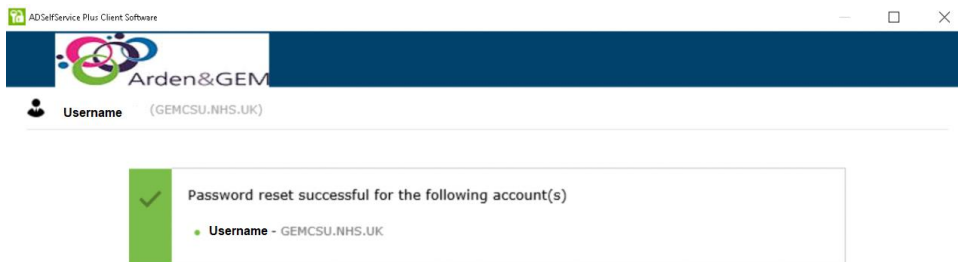 ADSelfService Plus Client Software
Arden&GEM
Username (GEMCSU.NHS.UK)
Password reset successful for the following account(s)
Username - GEMCSU.NHS.UK